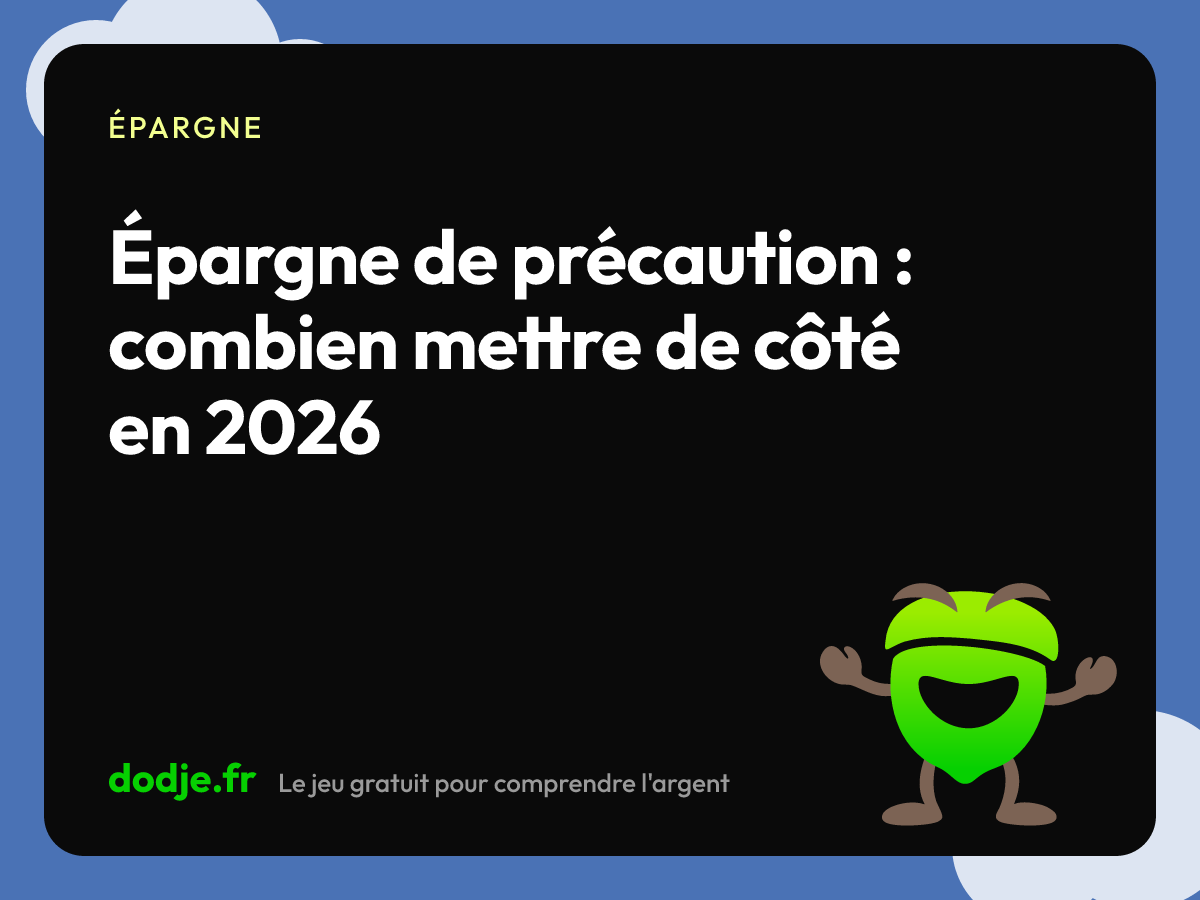 ÉPARGNE
Épargne de précaution :
combien mettre de côté
en 2026
dodje.fr Le jeu gratuit pour comprendre l'argent